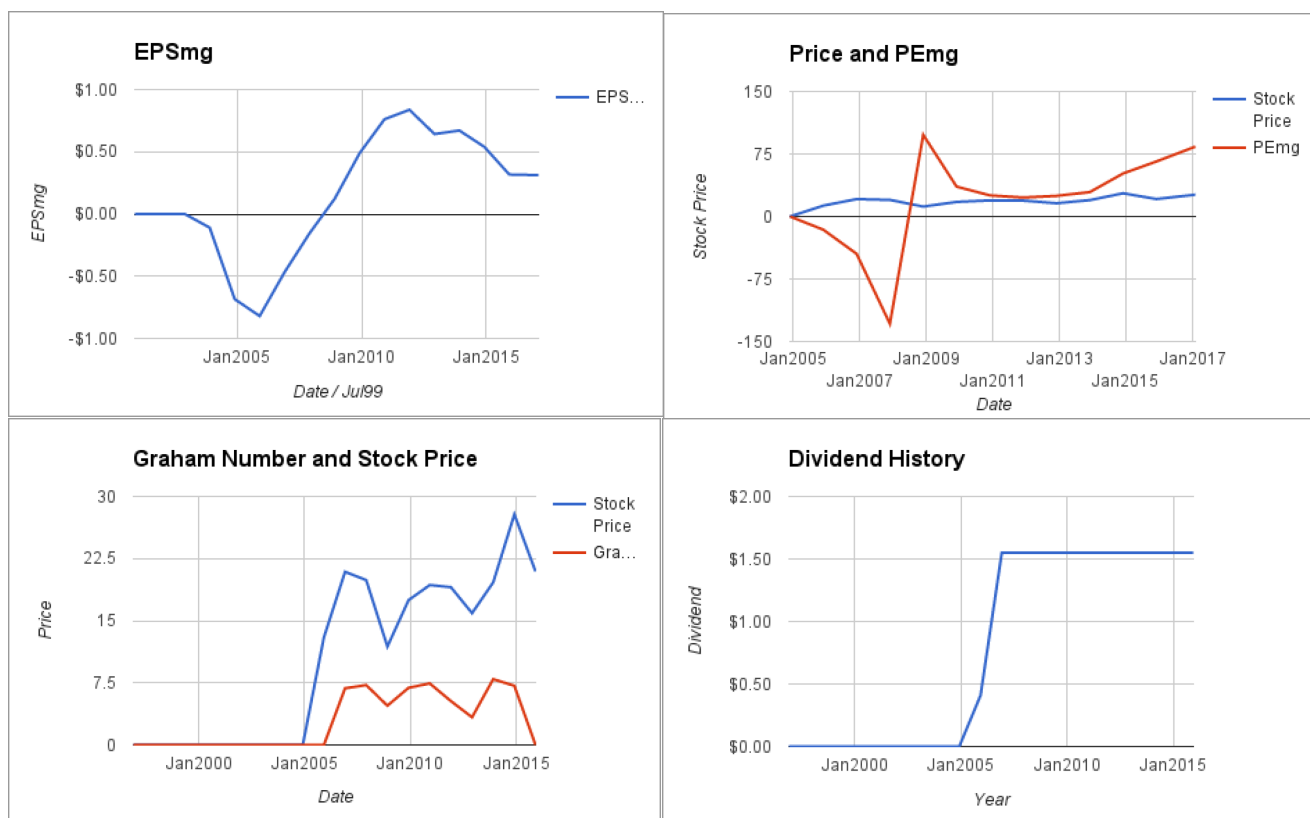 EPSmg
$1.00
$0.50
$0.00
-$0.50
-$1.00
EPSmg
Jan2005
Jan2010
Jan2015
Date / Jul99
EPS…
Price and PEmg
150
75
0
-75
-150
Stock Price
Jan2005
Jan2007
Jan2009
Jan2011
Jan2013
Jan2015
Jan2017
Date
Stock
Price
PEmg
Graham Number and Stock Price
30
22.5
15
7.5
0
Price
Jan2000
Jan2005
Jan2010
Jan2015
Date
Stock
Price
Gra…
Dividend History
$2.00
$1.50
$1.00
$0.50
$0.00
Dividend
Jan2000
Jan2005
Jan2010
Jan2015
Year